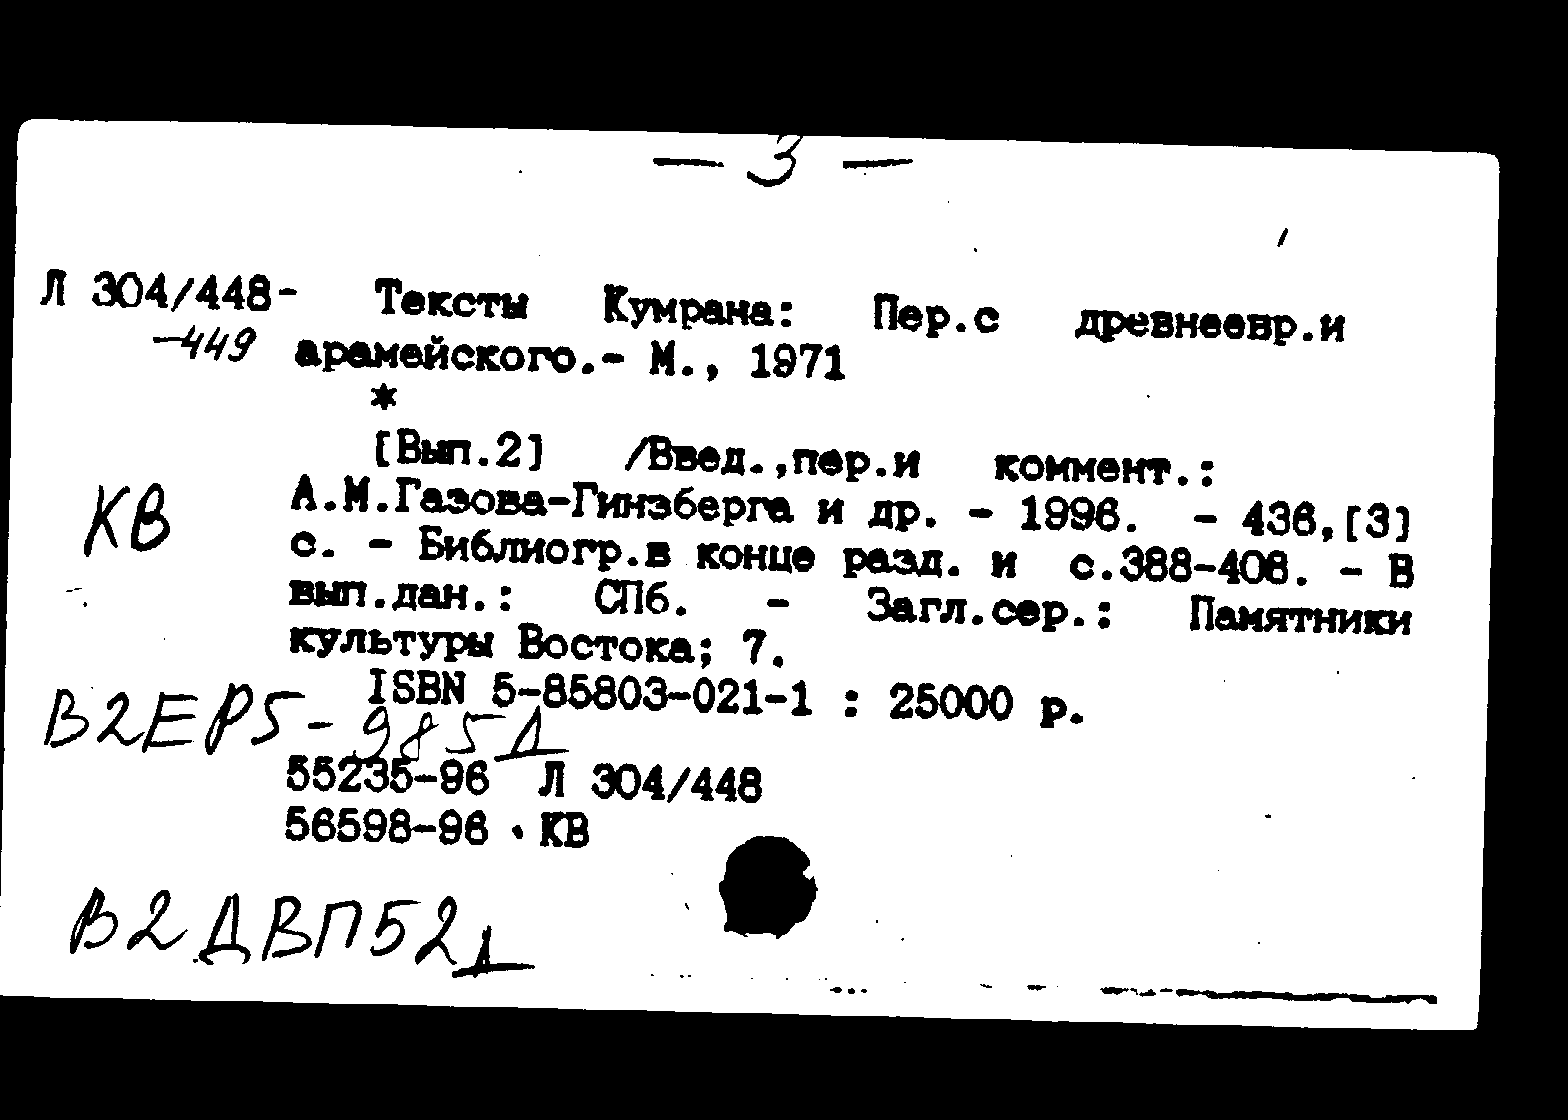 — 3 —
Л 304/448- Тексты Кумрана: Пер.с древнеевр.и
-449 арамейского.- М., 1971
*
[Вып.2] /Введ.,пер.и коммент.:
КВ А.М.Газова-Гинзберга и др. - 1996. - 436,[3]
с. - Библиогр.в конце разд. и с.388-406. - В
вып.дан.: СПб. - Загл.сер.: Памятники
культуры Востока; 7.
ISBN 5-85803-021-1 : 25000 р.
В2ЕР5-985Д
55235-96 Л 304/448
56598-96 · КВ
В2ДВП52